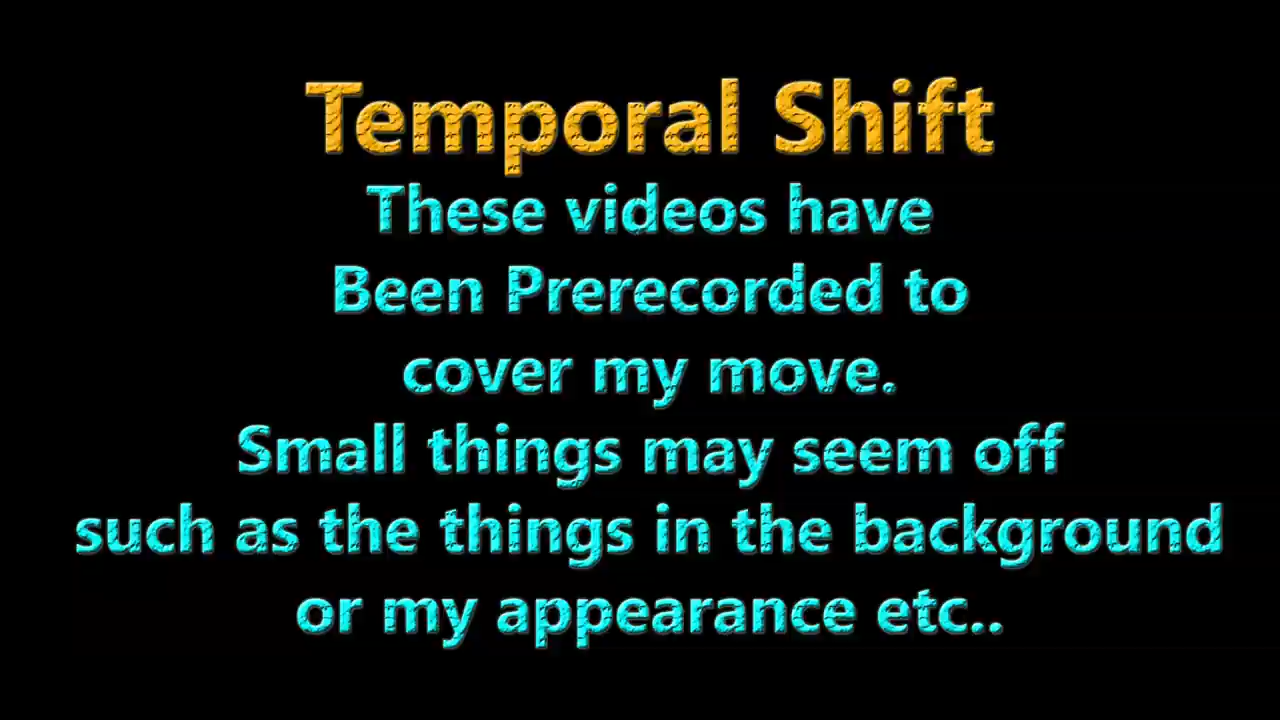 Temporal Shift
These videos have
Been Prerecorded to
cover my move.
Small things may seem off
such as the things in the background
or my appearance etc..